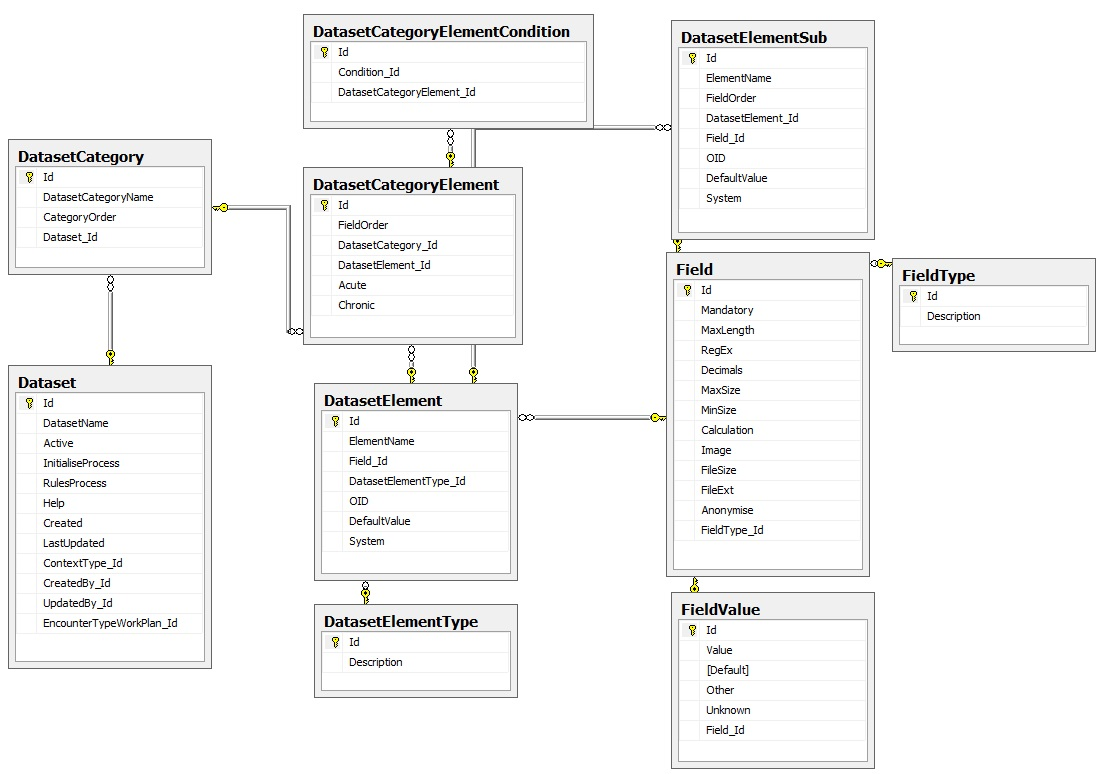 DatasetCategoryElementCondition
Id
Condition_Id
DatasetCategoryElement_Id
DatasetElementSub
Id
ElementName
FieldOrder
DatasetElement_Id
Field_Id
OID
DefaultValue
System
DatasetCategory
Id
DatasetCategoryName
CategoryOrder
Dataset_Id
DatasetCategoryElement
Id
FieldOrder
DatasetCategory_Id
DatasetElement_Id
Acute
Chronic
Field
Id
Mandatory
MaxLength
RegEx
Decimals
MaxSize
MinSize
Calculation
Image
FileSize
FileExt
Anonymise
FieldType_Id
FieldType
Id
Description
Dataset
Id
DatasetName
Active
InitialiseProcess
RulesProcess
Help
Created
LastUpdated
ContextType_Id
CreatedBy_Id
UpdatedBy_Id
EncounterTypeWorkPlan_Id
DatasetElement
Id
ElementName
Field_Id
DatasetElementType_Id
OID
DefaultValue
System
DatasetElementType
Id
Description
FieldValue
Id
Value
[Default]
Other
Unknown
Field_Id